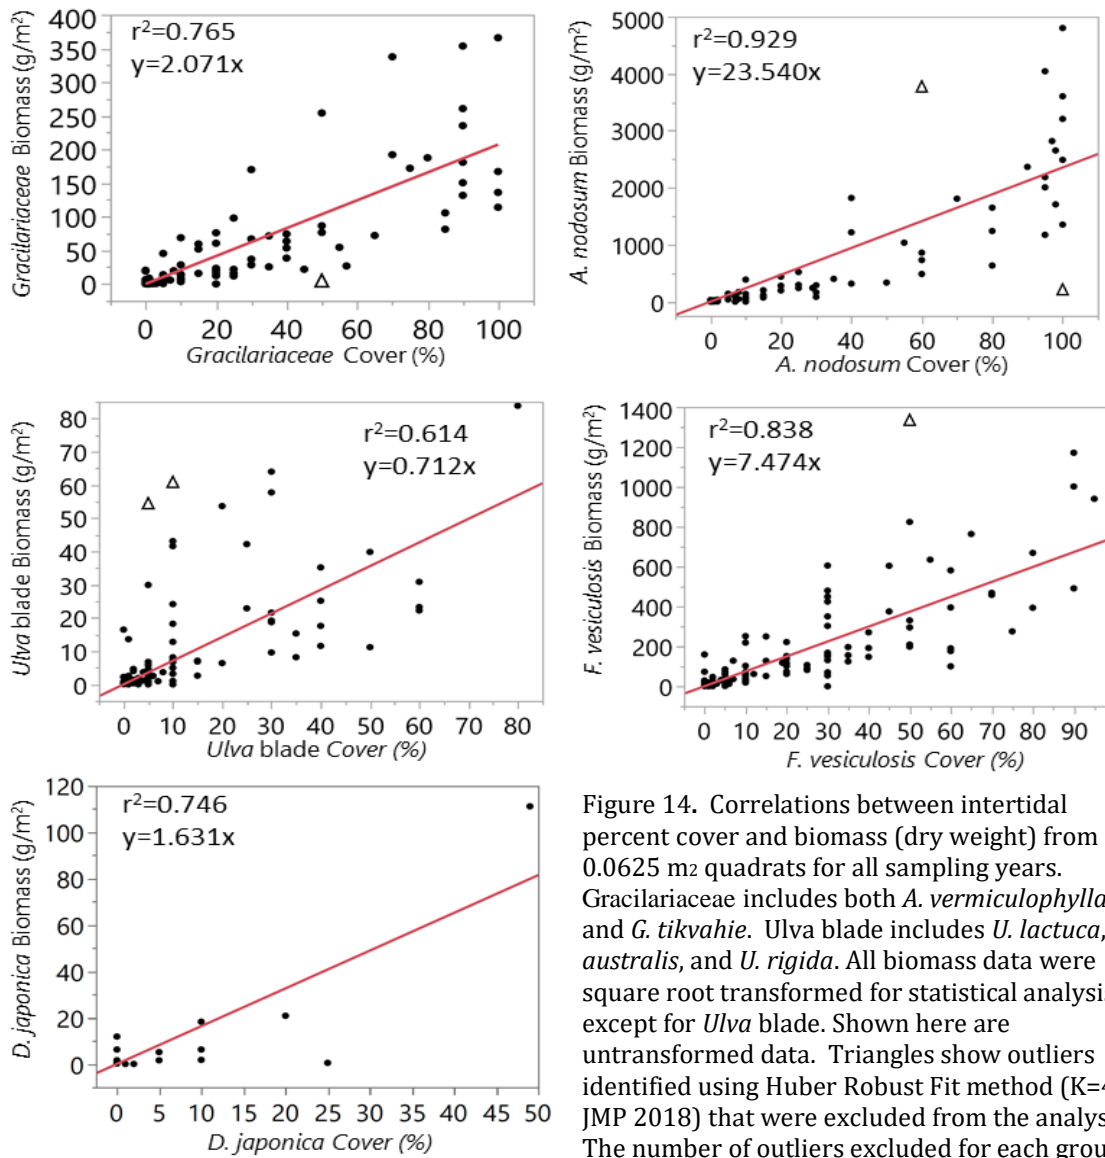 Gracilariaceae Biomass (g/m²)
400
350
300
250
200
150
100
50
0
r²=0.765
y=2.071x
0 20 40 60 80 100
Gracilariaceae Cover (%)
A. nodosum Biomass (g/m²)
5000
4000
3000
2000
1000
0
r²=0.929
y=23.540x
0 10 20 30 40 50 60 70 80 90 100
A. nodosum Cover (%)
Ulva blade Biomass (g/m²)
80
70
60
50
40
30
20
10
0
r²=0.614
y=0.712x
0 10 20 30 40 50 60 70 80
Ulva blade Cover (%)
F. vesiculosis Biomass (g/m²)
1400
1200
1000
800
600
400
200
0
r²=0.838
y=7.474x
0 10 20 30 40 50 60 70 80 90
F. vesiculosis Cover (%)
D. japonica Biomass (g/m²)
120
100
80
60
40
20
0
r²=0.746
y=1.631x
0 5 10 15 20 25 30 35 40 45 50
D. japonica Cover (%)
Figure 14. Correlations between intertidal
percent cover and biomass (dry weight) from
0.0625 m2 quadrats for all sampling years.
Gracilariaceae includes both A. vermiculophylla
and G. tikvahie. Ulva blade includes U. lactuca,
australis, and U. rigida. All biomass data were
square root transformed for statistical analysis
except for Ulva blade. Shown here are
untransformed data. Triangles show outliers
identified using Huber Robust Fit method (K=4
JMP 2018) that were excluded from the analys
The number of outliers excluded for each grou